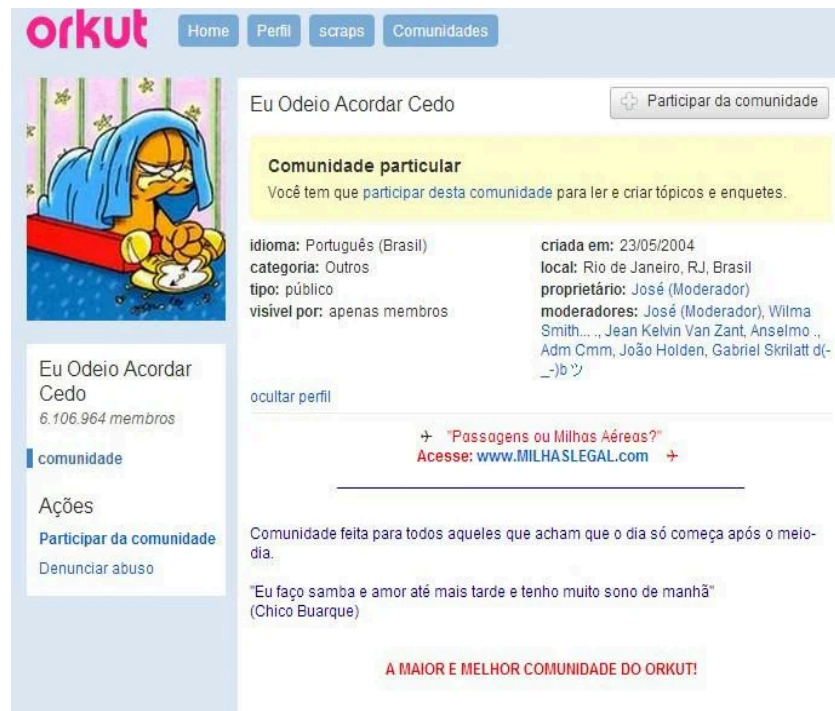 orkut
Home
Perfil
scraps
Comunidades
Eu Odeio Acordar Cedo
Participar da comunidade
Comunidade particular
Você tem que participar desta comunidade para ler e criar tópicos e enquetes.
idioma: Português (Brasil)
categoria: Outros
tipo: público
visível por: apenas membros
criada em: 23/05/2004
local: Rio de Janeiro, RJ, Brasil
proprietário: José (Moderador)
moderadores: José (Moderador), Wilma
Smith... ., Jean Kelvin Van Zant, Anselmo .,
Adm Cmm, João Holden, Gabriel Skrilatt d(-
_-)b ツ
ocultar perfil
Eu Odeio Acordar
Cedo
6.106.964 membros
comunidade
Ações
Participar da comunidade
Denunciar abuso
✈ "Passagens ou Milhas Aéreas?"
Acesse: www.MILHASLEGAL.com ✈
Comunidade feita para todos aqueles que acham que o dia só começa após o meio-
dia.
"Eu faço samba e amor até mais tarde e tenho muito sono de manhã"
(Chico Buarque)
A MAIOR E MELHOR COMUNIDADE DO ORKUT!